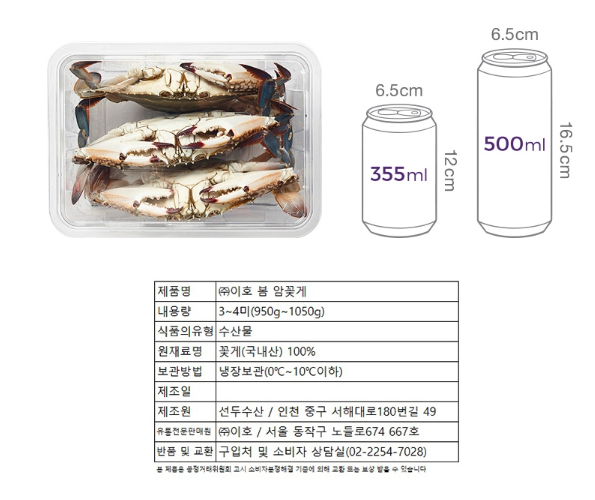 6.5cm
6.5cm
500ml
16.5cm
355ml
12cm
제품명 ㈜이호 봄 암꽃게
내용량 3~4미(950g~1050g)
식품의유형 수산물
원재료명 꽃게(국내산) 100%
보관방법 냉장보관(0℃~10℃이하)
제조일
제조원 선두수산 / 인천 중구 서해대로180번길 49
유통전문판매원 ㈜이호 / 서울 동작구 노들로674 667호
반품 및 교환 구입처 및 소비자 상담실(02-2254-7028)
본 제품은 공정거래위원회 고시 소비자분쟁해결 기준에 의해 교환 또는 보상 받을 수 있습니다